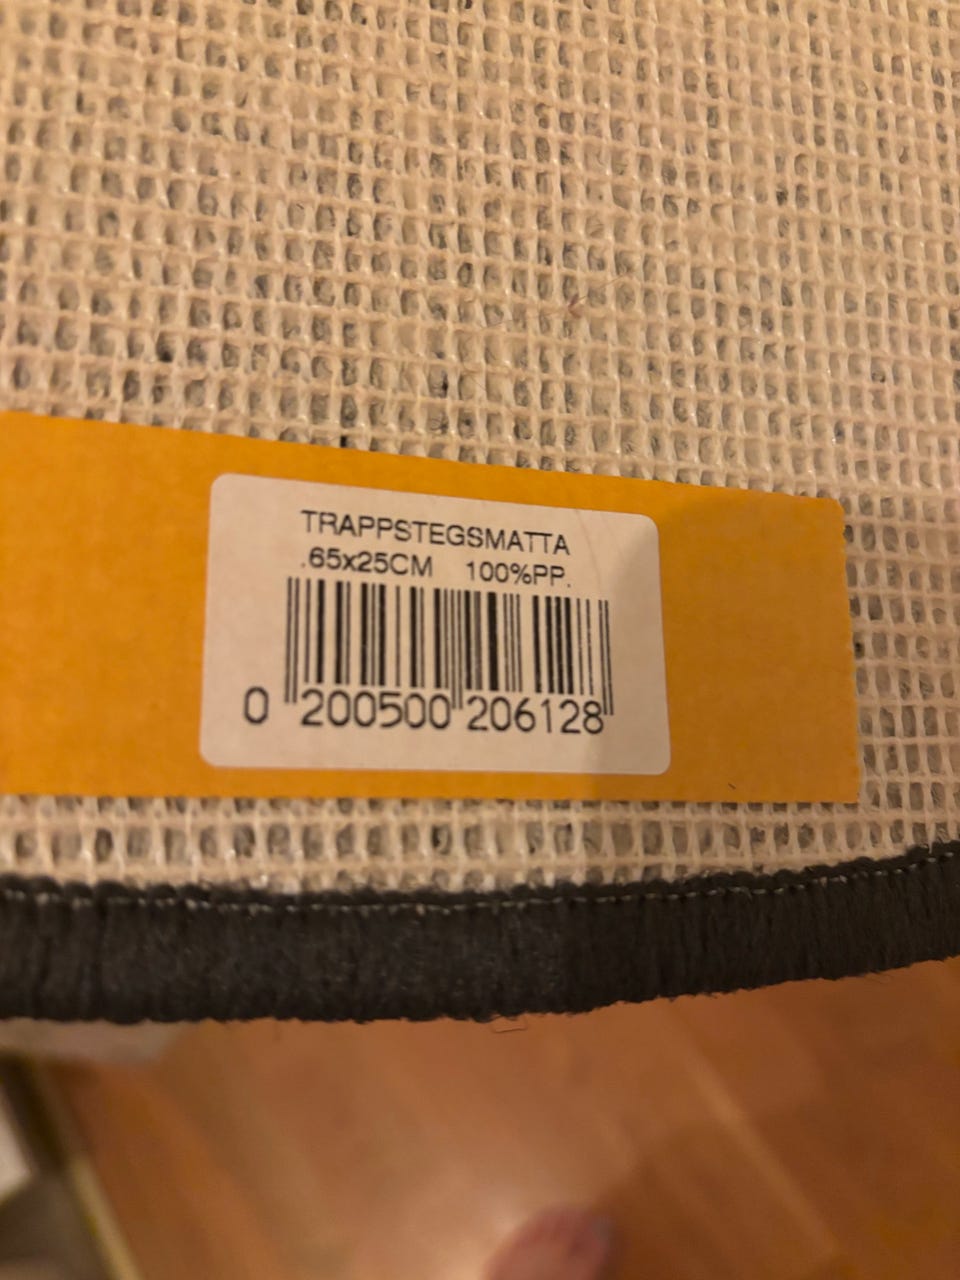 TRAPPSTEGSMATTA
.65x25CM 100%PP.
0 200500 206128